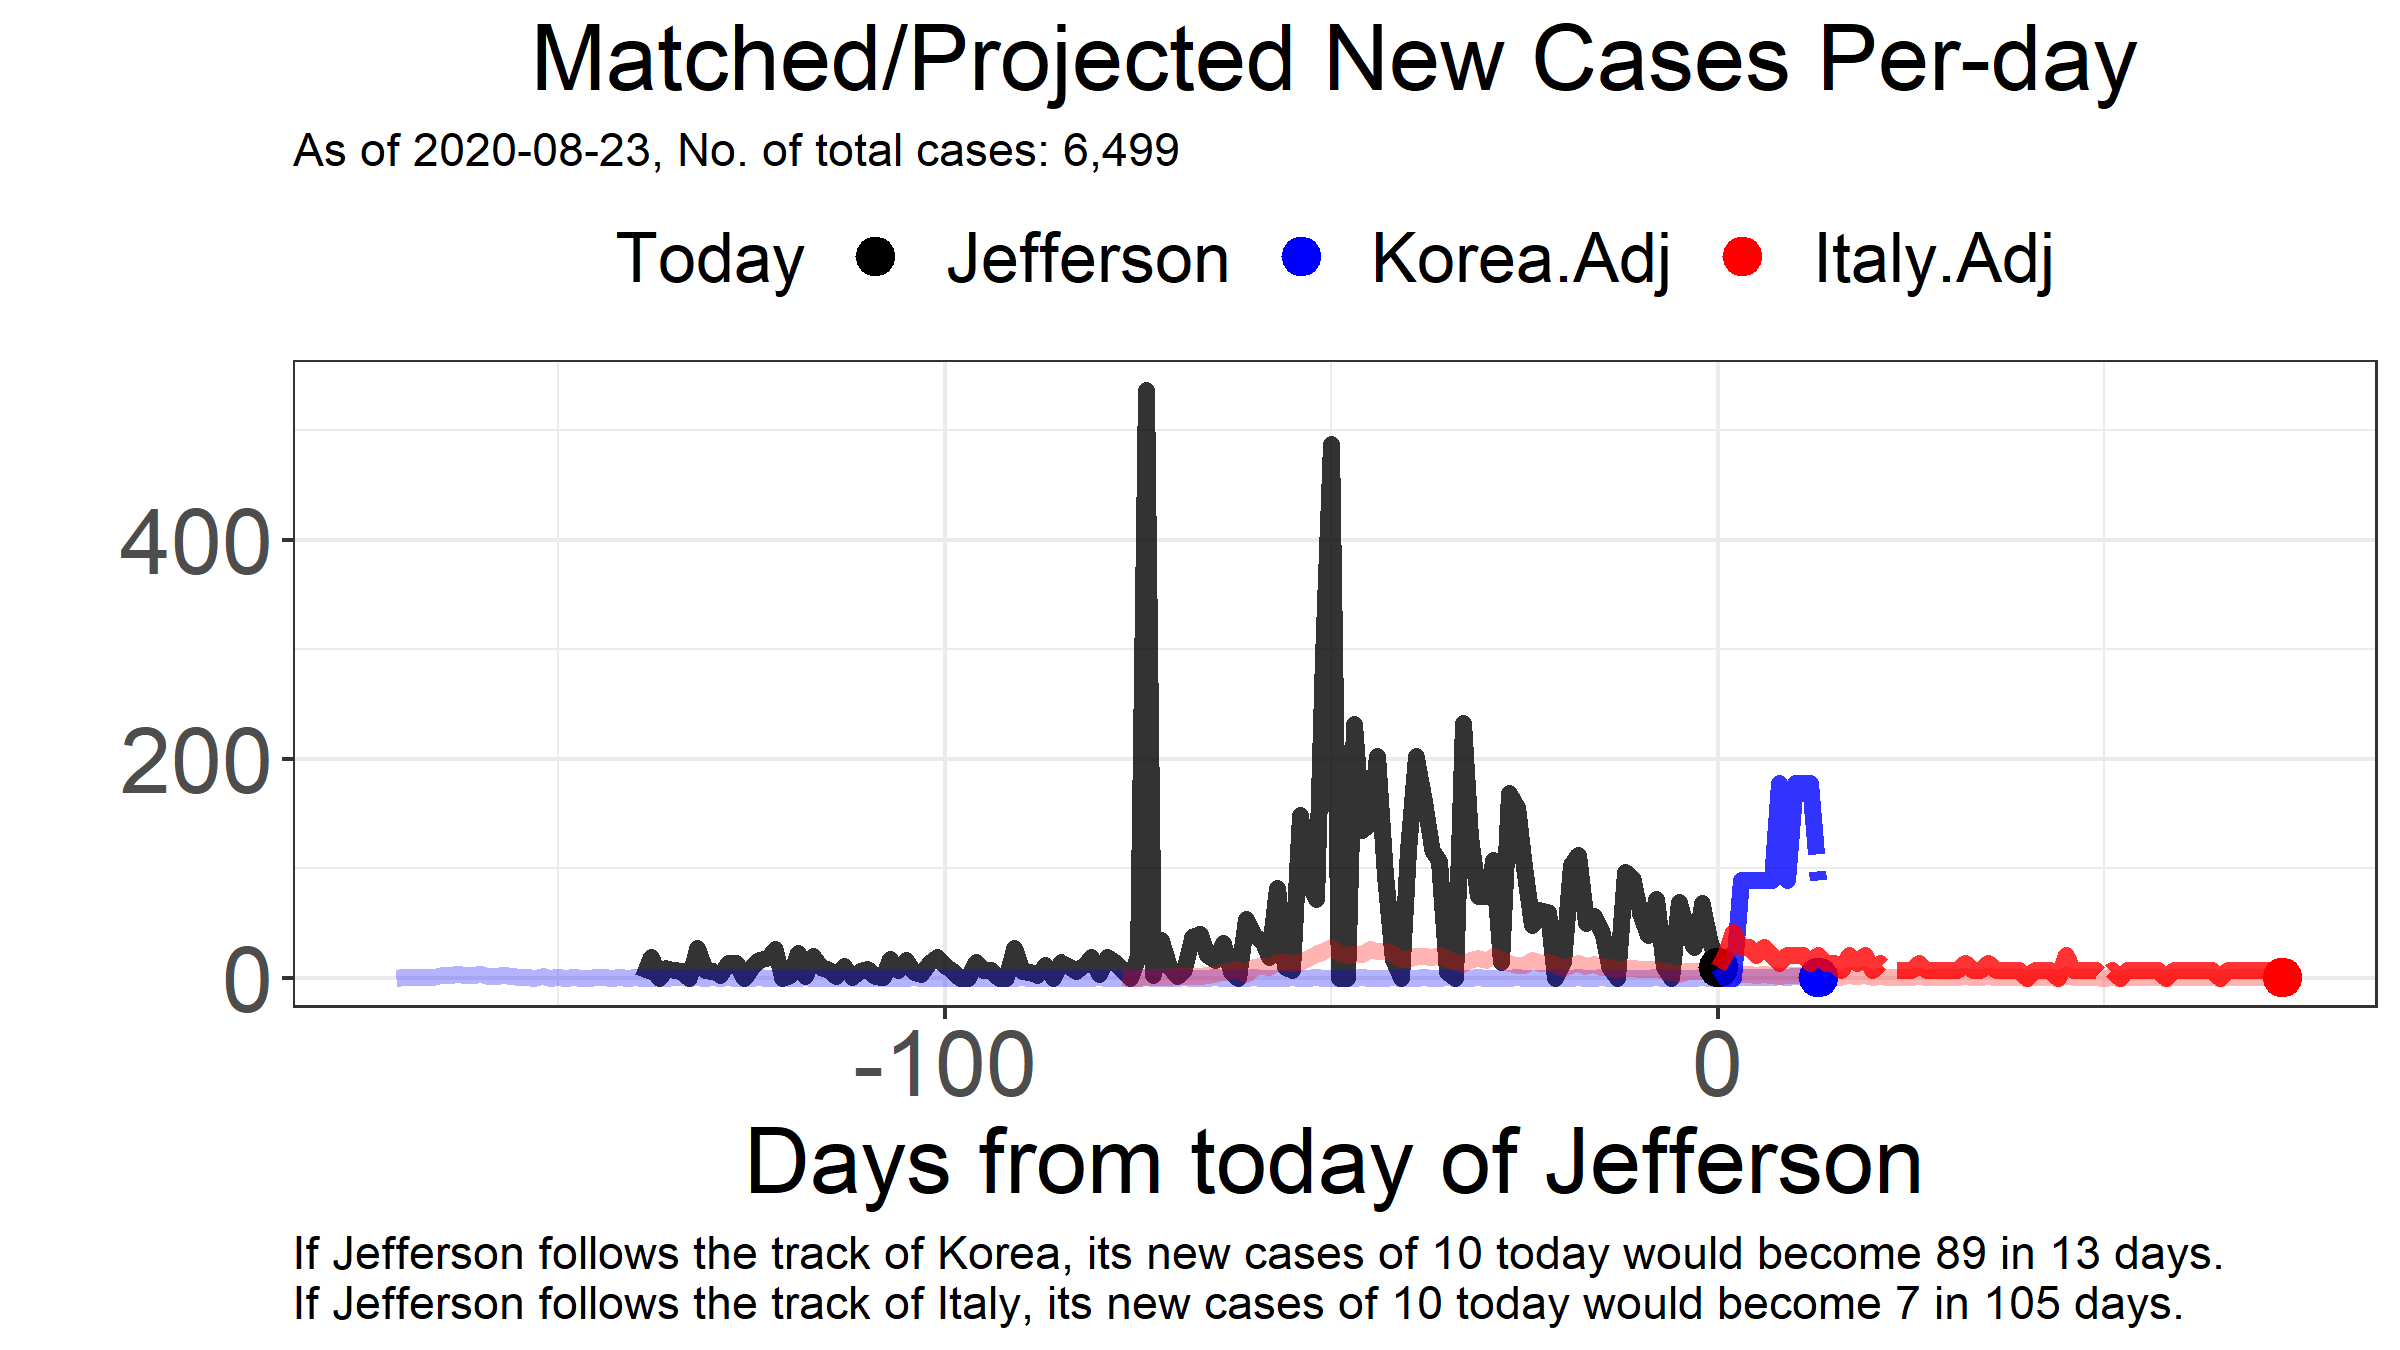 Matched/Projected New Cases Per-day
As of 2020-08-23, No. of total cases: 6,499
Today Jefferson Korea.Adj Italy.Adj
400
200
0
-100 0
Days from today of Jefferson
If Jefferson follows the track of Korea, its new cases of 10 today would become 89 in 13 days.
If Jefferson follows the track of Italy, its new cases of 10 today would become 7 in 105 days.